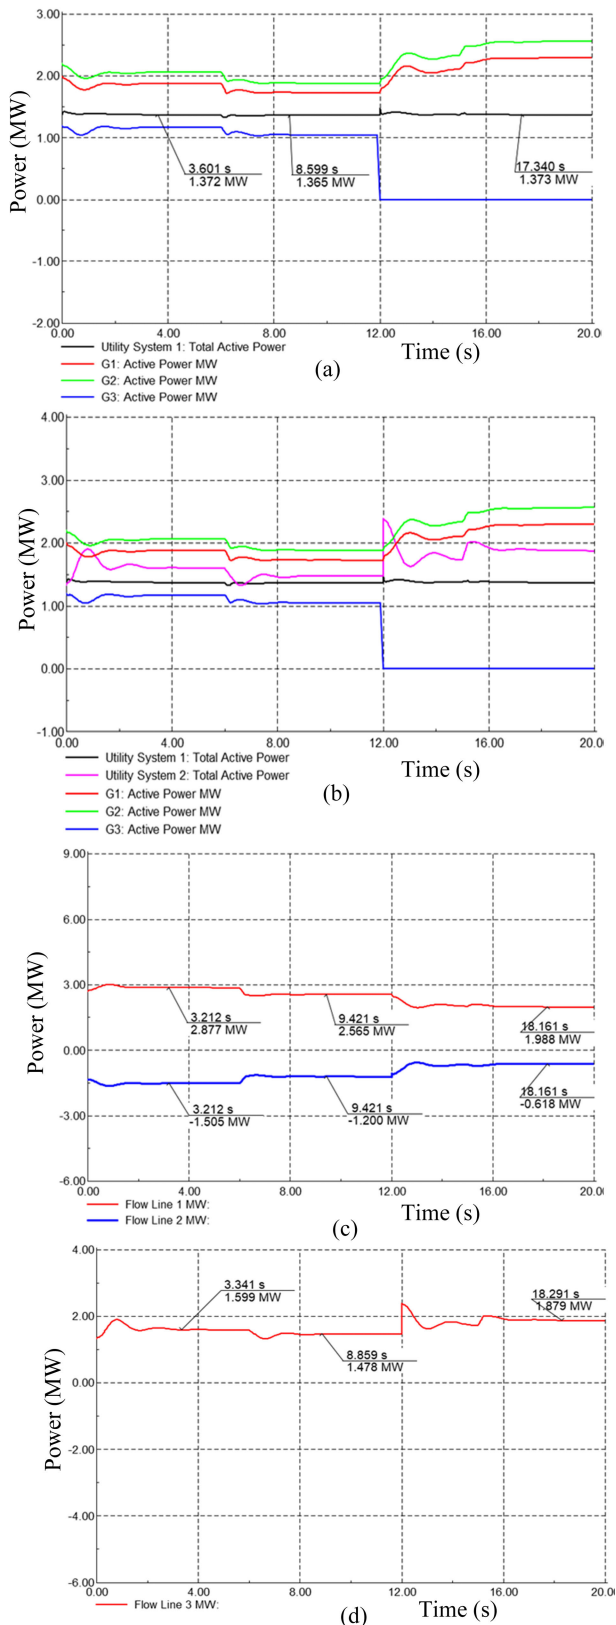 3.00
2.00
1.00
0.00
-1.00
-2.00
Power (MW)
3.601 s
1.372 MW
8.599 s
1.365 MW
17.340 s
1.373 MW
0.00 4.00 8.00 12.00 16.00 20.00
Time (s)
Utility System 1: Total Active Power
G1: Active Power MW
G2: Active Power MW
G3: Active Power MW
(a)
4.00
3.00
2.00
1.00
0.00
-1.00
Power (MW)
0.00 4.00 8.00 12.00 16.00 20.00
Time (s)
Utility System 1: Total Active Power
Utility System 2: Total Active Power
G1: Active Power MW
G2: Active Power MW
G3: Active Power MW
(b)
9.00
6.00
3.00
0.00
-3.00
-6.00
Power (MW)
3.212 s
2.877 MW
9.421 s
2.565 MW
18.161 s
1.988 MW
3.212 s
-1.505 MW
9.421 s
-1.200 MW
18.161 s
-0.618 MW
0.00 4.00 8.00 12.00 16.00 20.00
Time (s)
Flow Line 1 MW:
Flow Line 2 MW:
(c)
4.00
2.00
0.00
-2.00
-4.00
-6.00
Power (MW)
3.341 s
1.599 MW
8.859 s
1.478 MW
18.291 s
1.879 MW
0.00 4.00 8.00 12.00 16.00 20.00
Time (s)
Flow Line 3 MW:
(d)